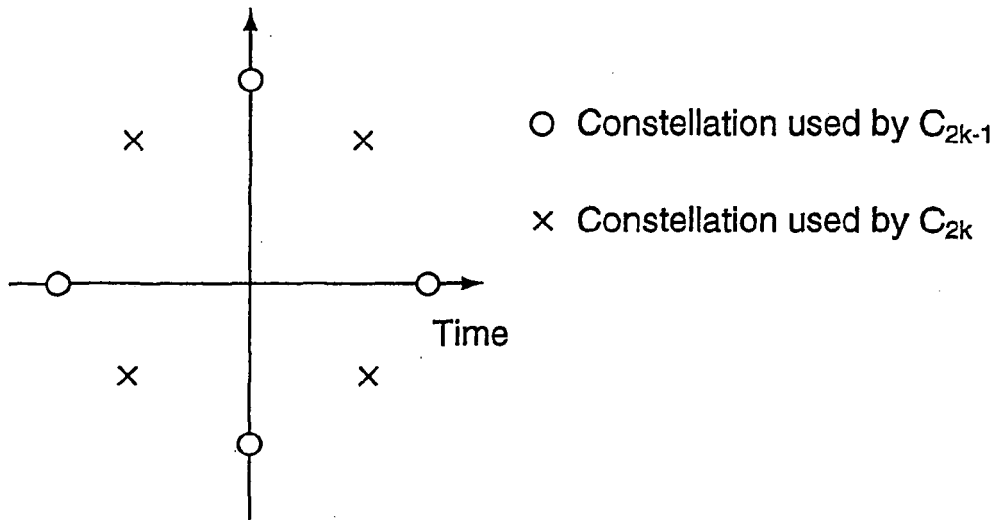 O Constellation used by C2k-1
× Constellation used by C2k
Time